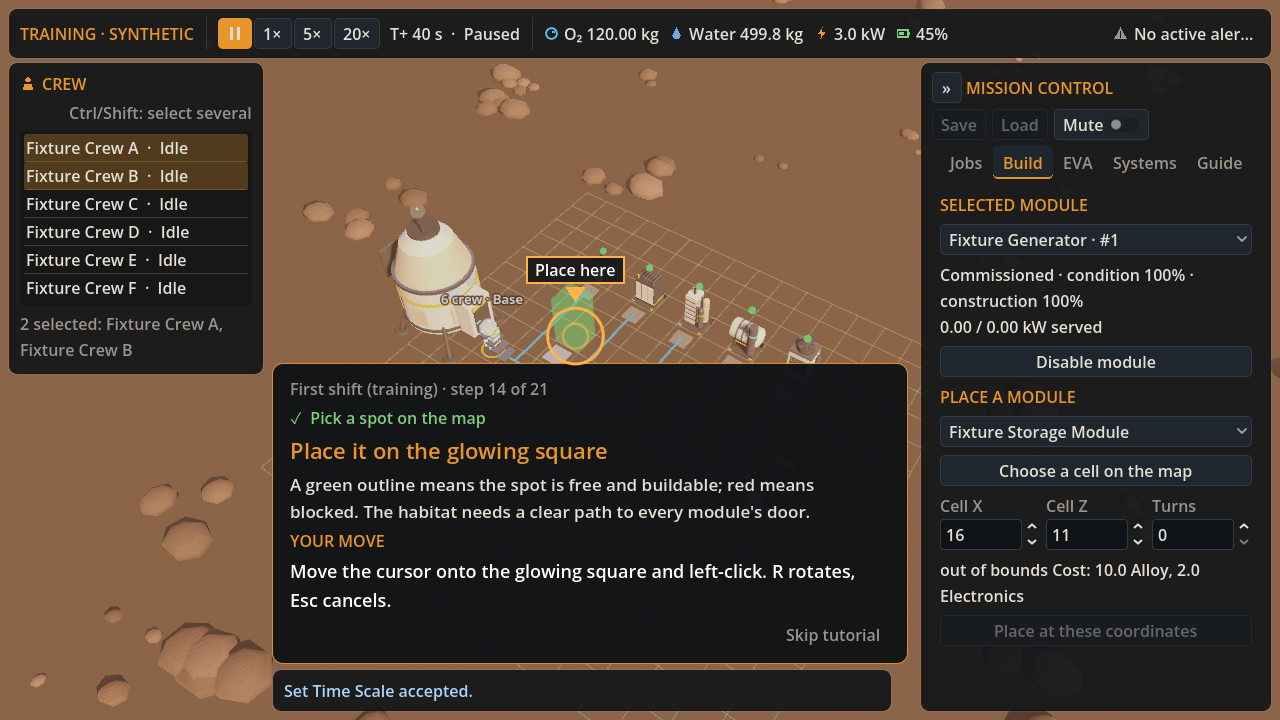 TRAINING · SYNTHETIC
1×
5×
20×
T+ 40 s · Paused
O₂ 120.00 kg
Water 499.8 kg
3.0 kW
45%
No active aler...
CREW
Ctrl/Shift: select several
Fixture Crew A · Idle
Fixture Crew B · Idle
Fixture Crew C · Idle
Fixture Crew D · Idle
Fixture Crew E · Idle
Fixture Crew F · Idle
2 selected: Fixture Crew A,
Fixture Crew B
Place here
6 crew · Base
First shift (training) · step 14 of 21
✓ Pick a spot on the map
Place it on the glowing square
A green outline means the spot is free and buildable; red means
blocked. The habitat needs a clear path to every module's door.
YOUR MOVE
Move the cursor onto the glowing square and left-click. R rotates,
Esc cancels.
Skip tutorial
Set Time Scale accepted.
» MISSION CONTROL
Save Load Mute
Jobs Build EVA Systems Guide
SELECTED MODULE
Fixture Generator · #1
Commissioned · condition 100% ·
construction 100%
0.00 / 0.00 kW served
Disable module
PLACE A MODULE
Fixture Storage Module
Choose a cell on the map
Cell X Cell Z Turns
16 11 0
out of bounds Cost: 10.0 Alloy, 2.0
Electronics
Place at these coordinates